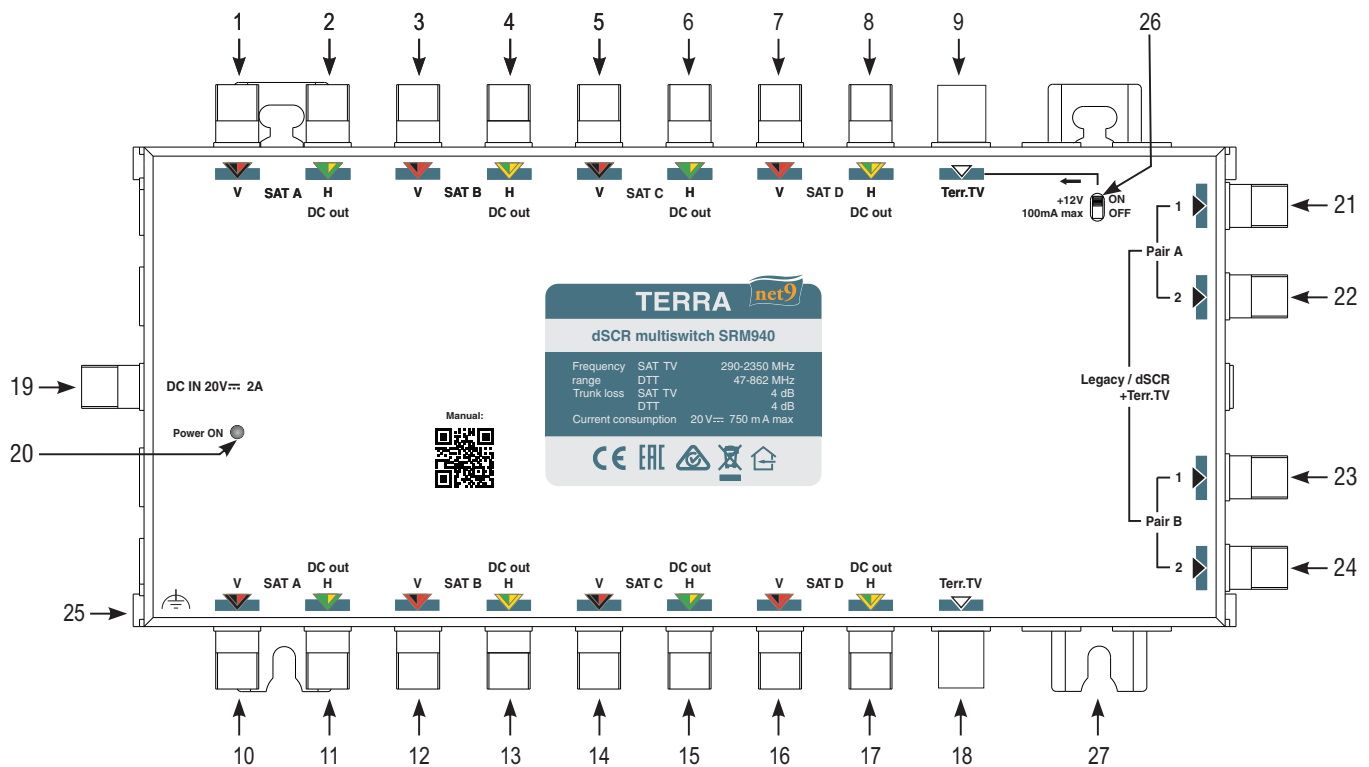 1 2 3 4 5 6 7 8 9 26
V SAT A H V SAT B H V SAT C H V SAT D H Terr.TV
DC out DC out DC out DC out
+12V
100mA max
ON
OFF
1
Pair A
2
21
22
TERRA net9
dSCR multiswitch SRM940
Frequency SAT TV 290-2350 MHz
range DTT 47-862 MHz
Trunk loss SAT TV 4 dB
DTT 4 dB
Current consumption 20 V 750 m A max
CE EAC
19
DC IN 20V 2A
Power ON
20
Manual:
Legacy / dSCR
+Terr.TV
1
Pair B
2
23
24
DC out DC out DC out DC out
V SAT A H V SAT B H V SAT C H V SAT D H Terr.TV
25
10 11 12 13 14 15 16 17 18 27